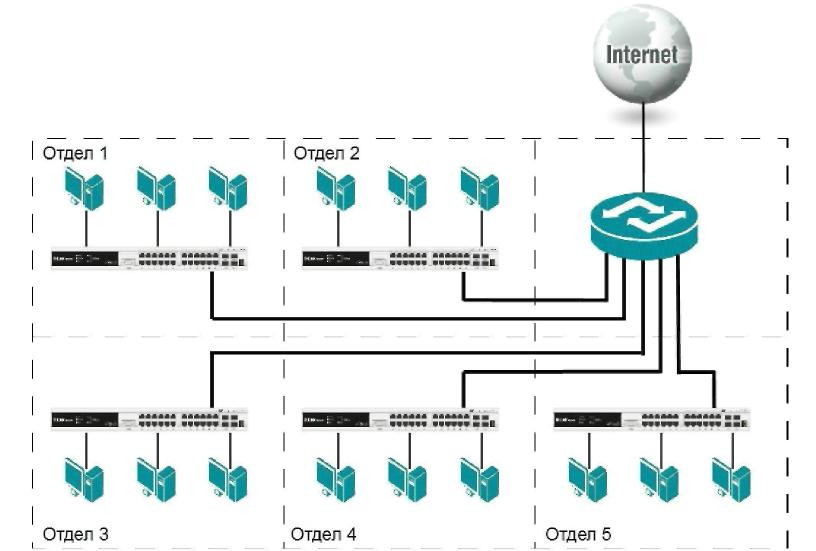 Internet
Отдел 1
Отдел 2
Отдел 3
Отдел 4
Отдел 5